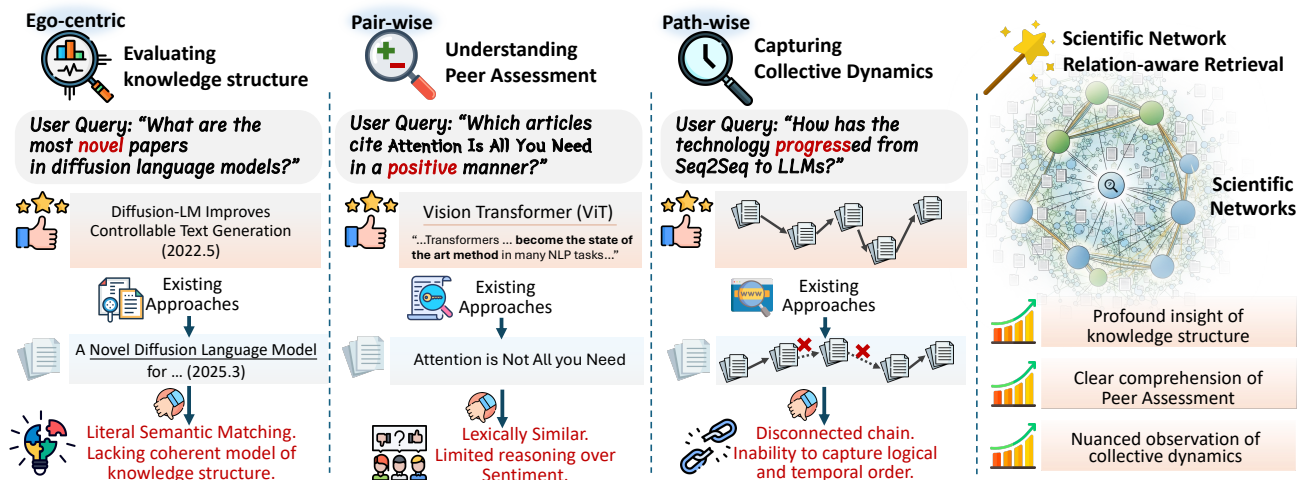 Ego-centric
Evaluating
knowledge structure
User Query: “What are the
most novel papers
in diffusion language models?”
Diffusion-LM Improves
Controllable Text Generation
(2022.5)
Existing
Approaches
A Novel Diffusion Language Model
for ... (2025.3)
Literal Semantic Matching.
Lacking coherent model of
knowledge structure.
Pair-wise
Understanding
Peer Assessment
User Query: “Which articles
cite Attention Is All You Need
in a positive manner?”
Vision Transformer (ViT)
“...Transformers ... become the state of
the art method in many NLP tasks...”
Existing
Approaches
Attention is Not All you Need
Lexically Similar.
Limited reasoning over
Sentiment.
Path-wise
Capturing
Collective Dynamics
User Query: “How has the
technology progressed from
Seq2Seq to LLMs?”
WWW
Existing
Approaches
Disconnected chain.
Inability to capture logical
and temporal order.
Scientific Network
Relation-aware Retrieval
Scientific
Networks
Profound insight of
knowledge structure
Clear comprehension of
Peer Assessment
Nuanced observation of
collective dynamics